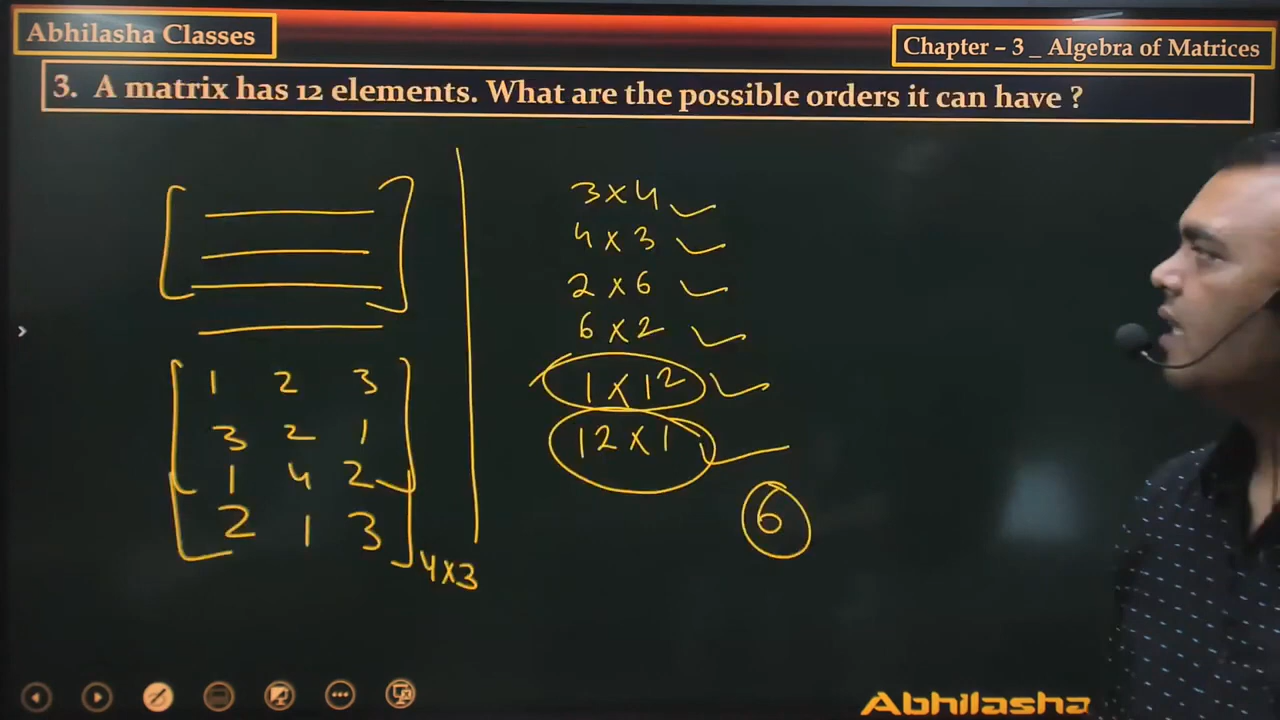 Abhilasha Classes
Chapter – 3 _ Algebra of Matrices
3. A matrix has 12 elements. What are the possible orders it can have ?
1 2 3
3 2 1
1 4 2
2 1 3
4×3
3×4
4×3
2×6
6×2
1×12
12×1
6
Abhilasha